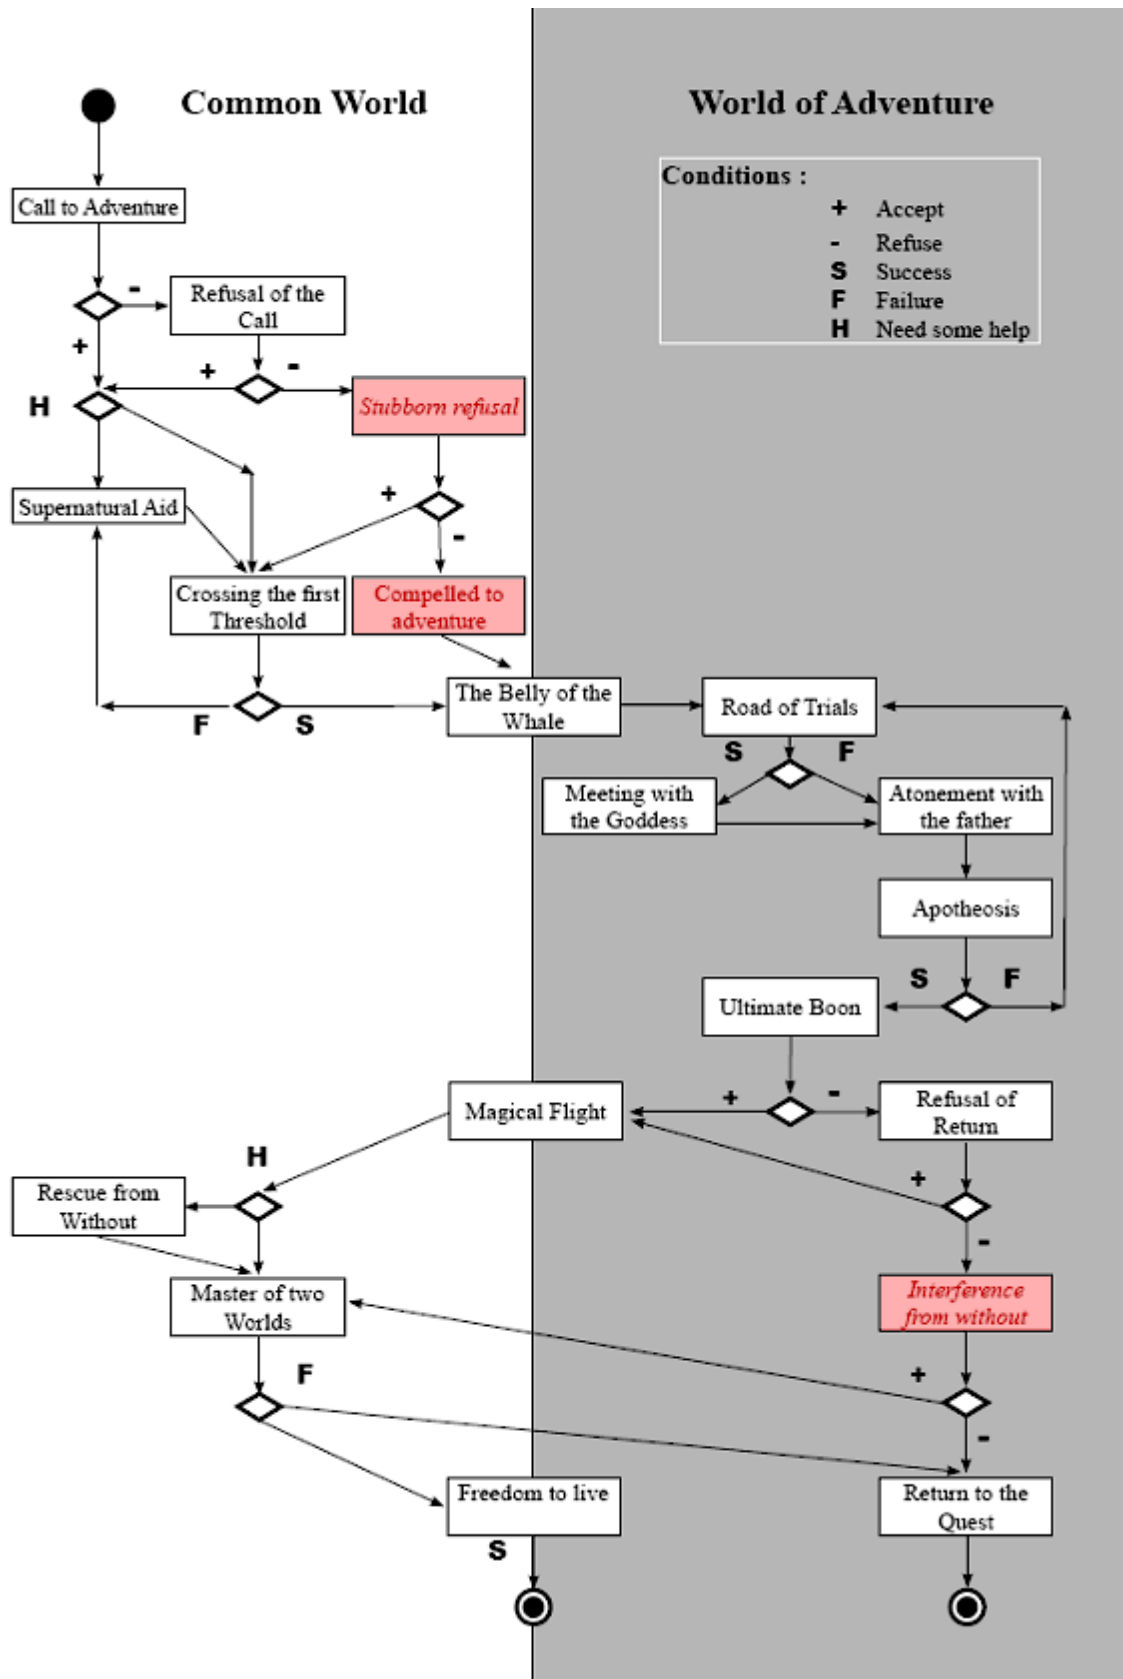 Common World
World of Adventure
Conditions :
+ Accept
- Refuse
S Success
F Failure
H Need some help
Call to Adventure
-
Refusal of the
Call
+
+
-
H
Stubborn refusal
Supernatural Aid
+
-
Crossing the first
Threshold
Compelled to
adventure
F
S
The Belly of the
Whale
Road of Trials
S
F
Meeting with
the Goddess
Atonement with
the father
Apotheosis
S
F
Ultimate Boon
+
-
Magical Flight
Refusal of
Return
H
+
Rescue from
Without
-
Master of two
Worlds
Interference
from without
F
+
-
Freedom to live
Return to the
Quest
S